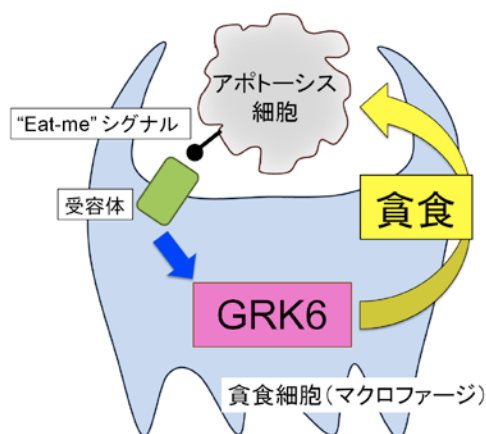 アポトーシス
細胞
“Eat-me” シグナル
受容体
貪食
GRK6
貪食細胞(マクロファージ)